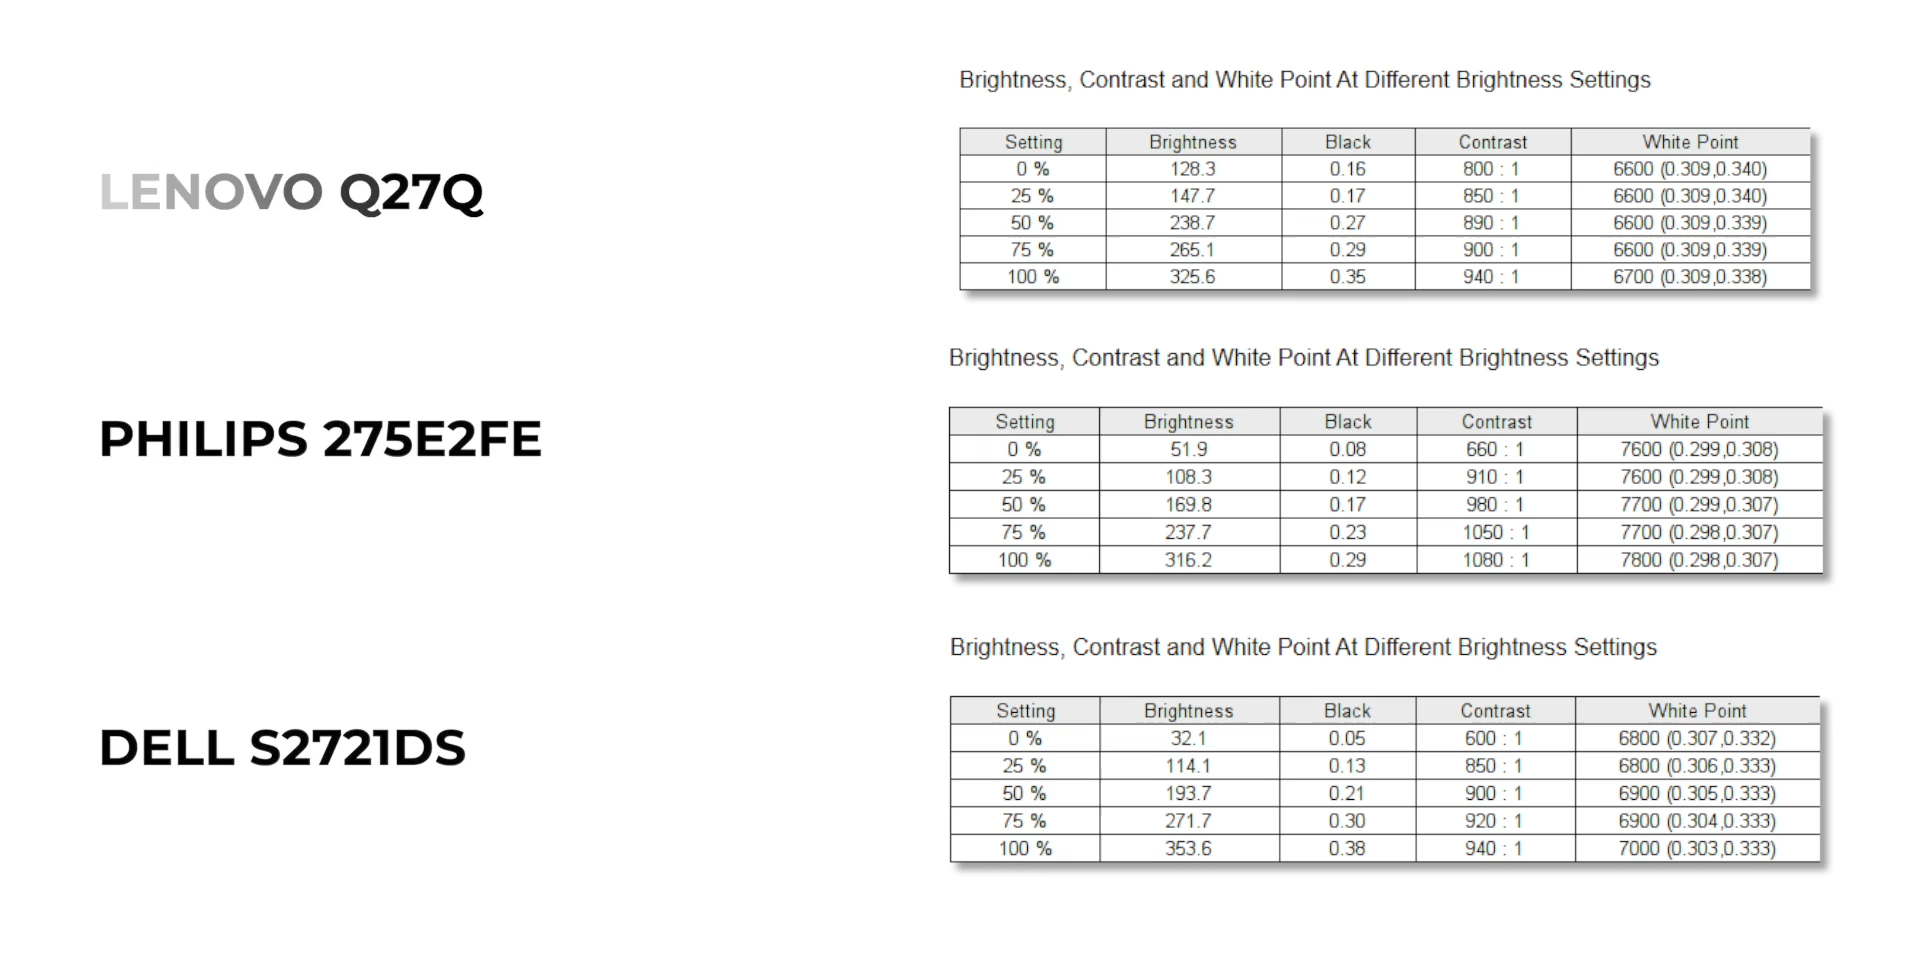 Brightness, Contrast and White Point At Different Brightness Settings
LENOVO Q27Q
Setting Brightness Black Contrast White Point
0 % 128.3 0.16 800 : 1 6600 (0.309,0.340)
25 % 147.7 0.17 850 : 1 6600 (0.309,0.340)
50 % 238.7 0.27 890 : 1 6600 (0.309,0.339)
75 % 265.1 0.29 900 : 1 6600 (0.309,0.339)
100 % 325.6 0.35 940 : 1 6700 (0.309,0.338)
Brightness, Contrast and White Point At Different Brightness Settings
PHILIPS 275E2FE
Setting Brightness Black Contrast White Point
0 % 51.9 0.08 660 : 1 7600 (0.299,0.308)
25 % 108.3 0.12 910 : 1 7600 (0.299,0.308)
50 % 169.8 0.17 980 : 1 7700 (0.299,0.307)
75 % 237.7 0.23 1050 : 1 7700 (0.298,0.307)
100 % 316.2 0.29 1080 : 1 7800 (0.298,0.307)
Brightness, Contrast and White Point At Different Brightness Settings
DELL S2721DS
Setting Brightness Black Contrast White Point
0 % 32.1 0.05 600 : 1 6800 (0.307,0.332)
25 % 114.1 0.13 850 : 1 6800 (0.306,0.333)
50 % 193.7 0.21 900 : 1 6900 (0.305,0.333)
75 % 271.7 0.30 920 : 1 6900 (0.304,0.333)
100 % 353.6 0.38 940 : 1 7000 (0.303,0.333)